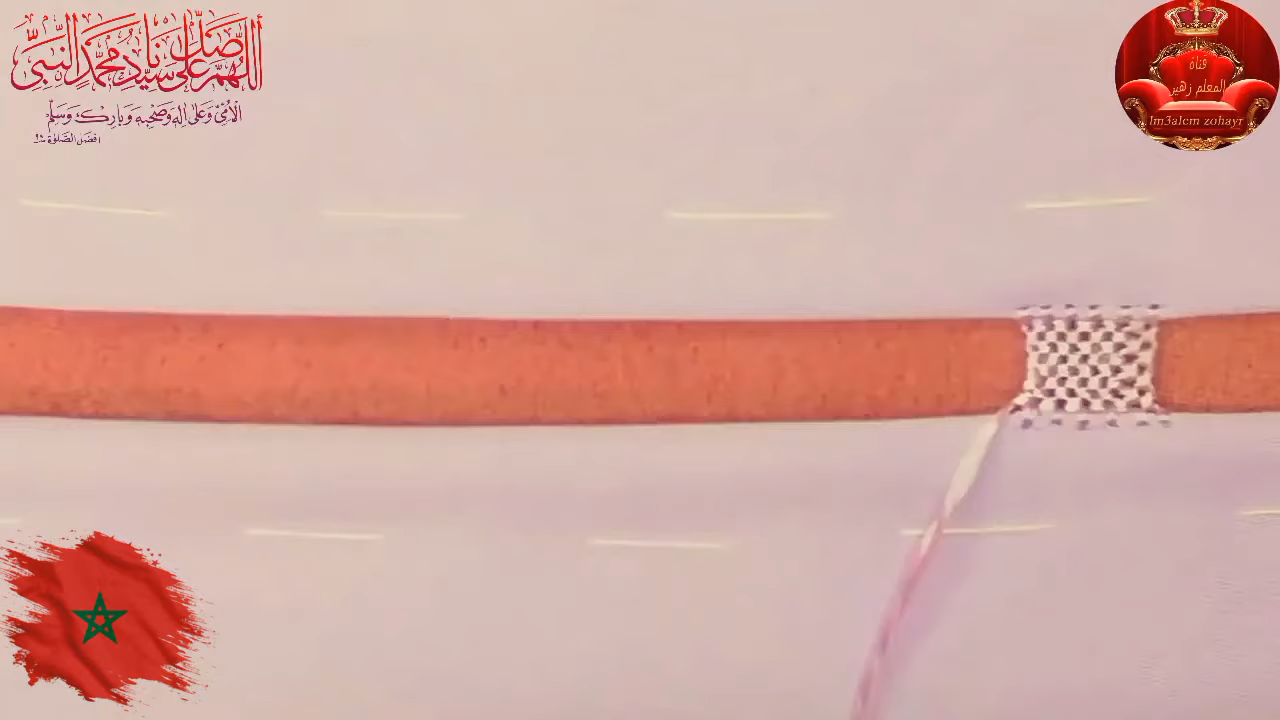 اللهم صل على سيدنا محمد النبي
الأمي وعلى آله وصحبه وبارك وسلم
قناة
المعلم زهير
lm3alem zohayr